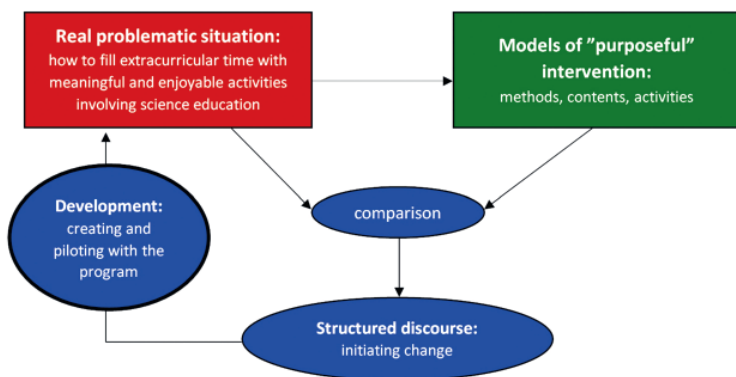 Real problematic situation:
how to fill extracurricular time with
meaningful and enjoyable activities
involving science education
Models of ”purposeful”
intervention:
methods, contents, activities
Development:
creating and
piloting with the
program
comparison
Structured discourse:
initiating change